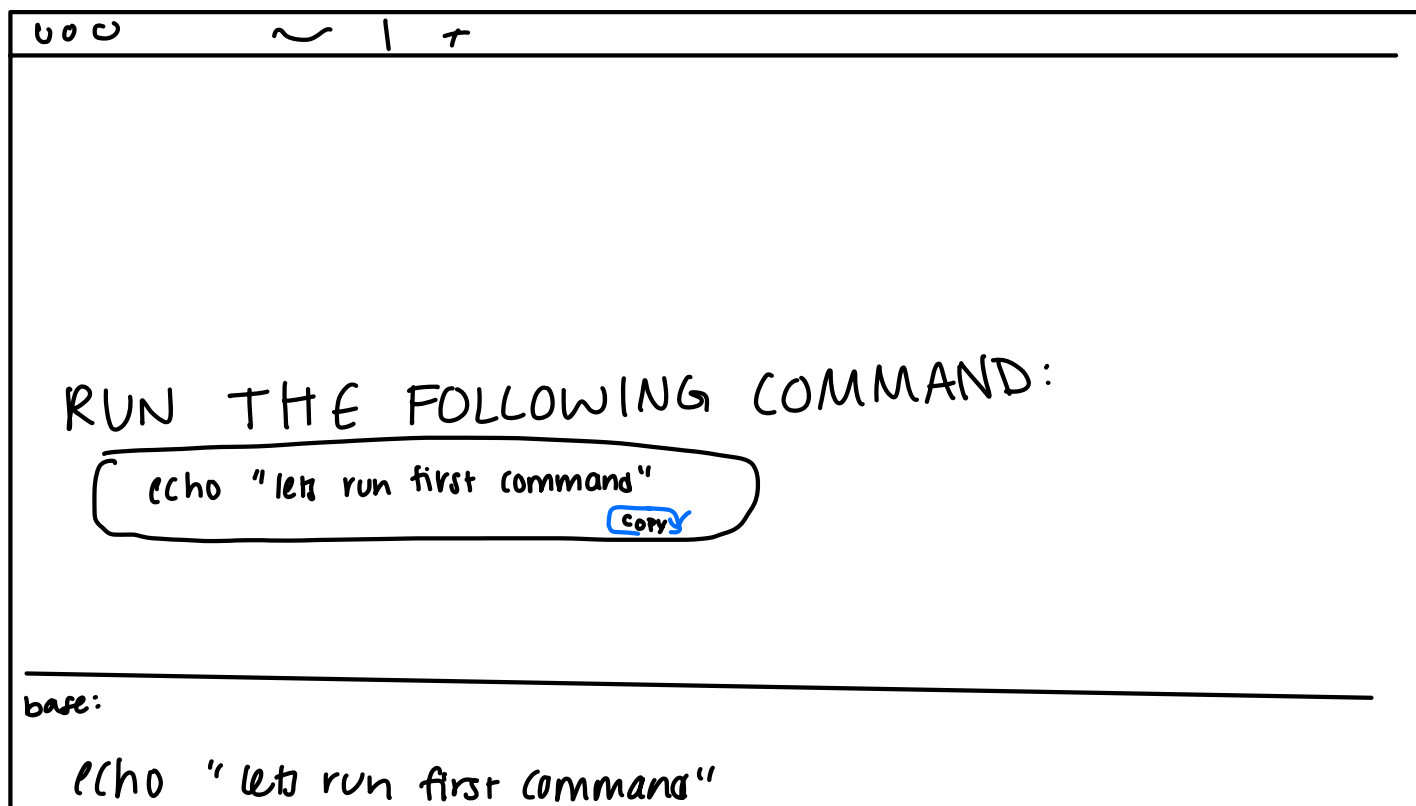 ~ | +
RUN THE FOLLOWING COMMAND:
echo "lets run first command"
COPY
base:
echo "lets run first command"